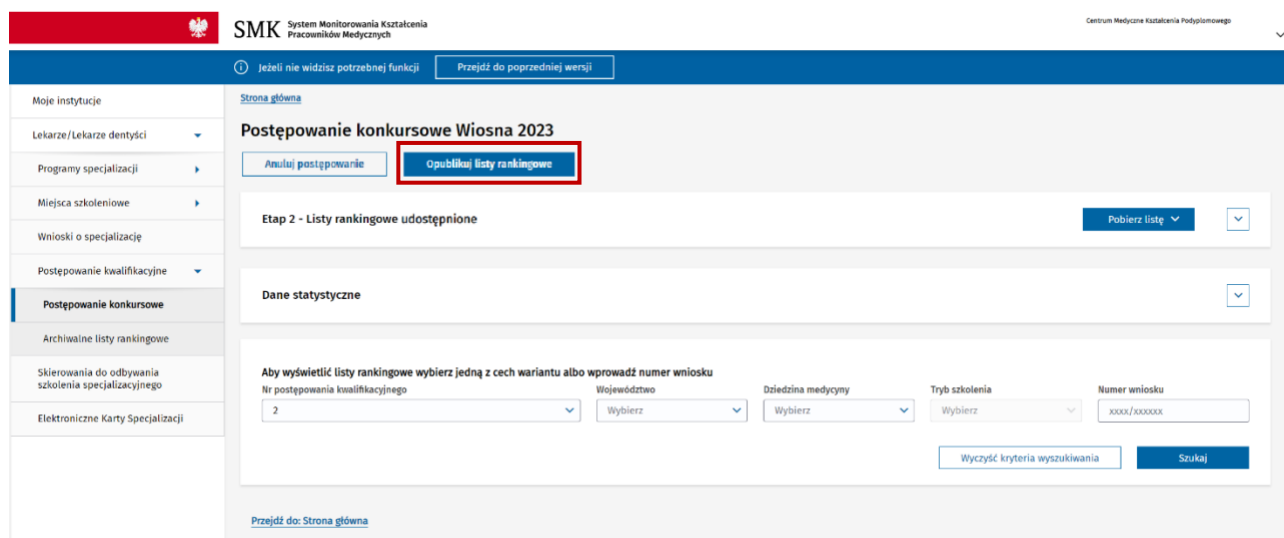 SMK System Monitorowania Kształcenia
Pracowników Medycznych
Centrum Medyczne Kształcenia Podyplomowego
Jeżeli nie widzisz potrzebnej funkcji
Przejdź do poprzedniej wersji
Moje instytucje
Lekarze/Lekarze dentyści
Programy specjalizacji
Miejsca szkoleniowe
Wnioski o specjalizację
Postępowanie kwalifikacyjne
Postępowanie konkursowe
Archiwalne listy rankingowe
Skierowania do odbywania
szkolenia specjalizacyjnego
Elektroniczne Karty Specjalizacji
Strona główna
Postępowanie konkursowe Wiosna 2023
Anuluj postępowanie
Opublikuj listy rankingowe
Etap 2 - Listy rankingowe udostępnione
Pobierz listę
Dane statystyczne
Aby wyświetlić listy rankingowe wybierz jedną z cech wariantu albo wprowadź numer wniosku
Nr postępowania kwalifikacyjnego
2
Województwo
Wybierz
Dziedzina medycyny
Wybierz
Tryb szkolenia
Wybierz
Numer wniosku
xxxx/xxxxxx
Wyczyść kryteria wyszukiwania
Szukaj
Przejdź do: Strona główna